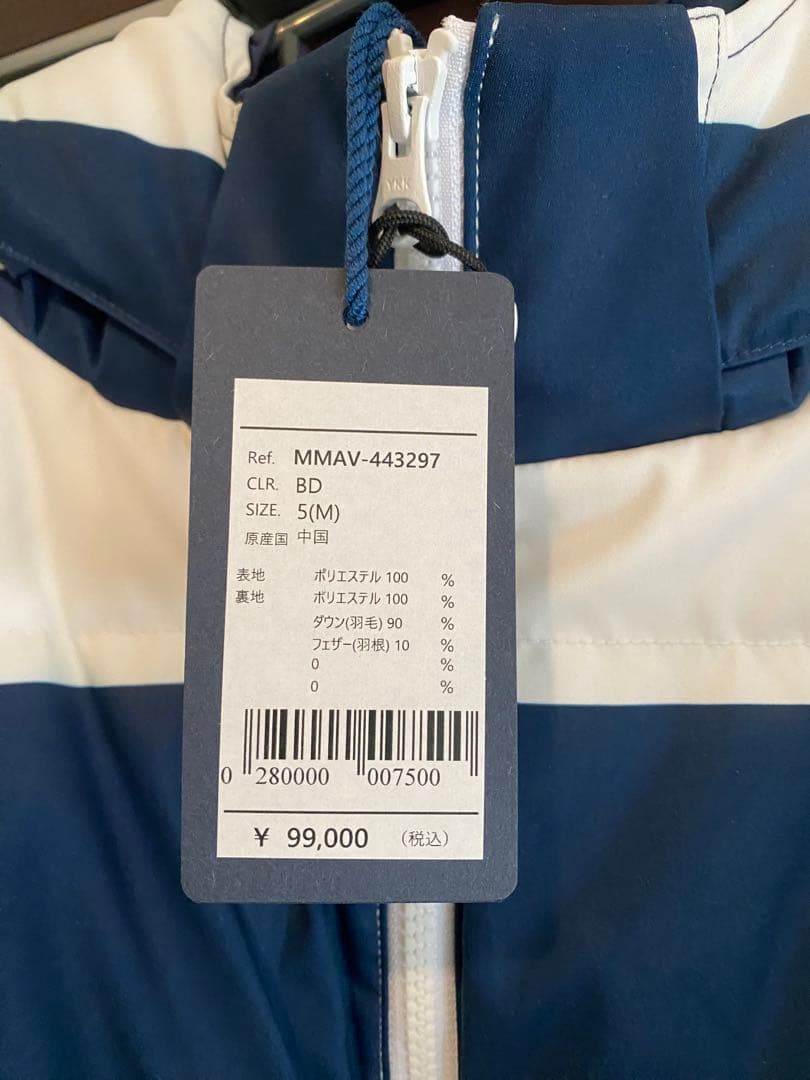 YKK
Ref. MMAV-443297
CLR. BD
SIZE. 5(M)
原産国 中国
表地 ポリエステル 100 %
裏地 ポリエステル 100 %
ダウン(羽毛) 90 %
フェザー(羽根) 10 %
0 %
0 %
0 280000 007500
¥ 99,000 (税込)